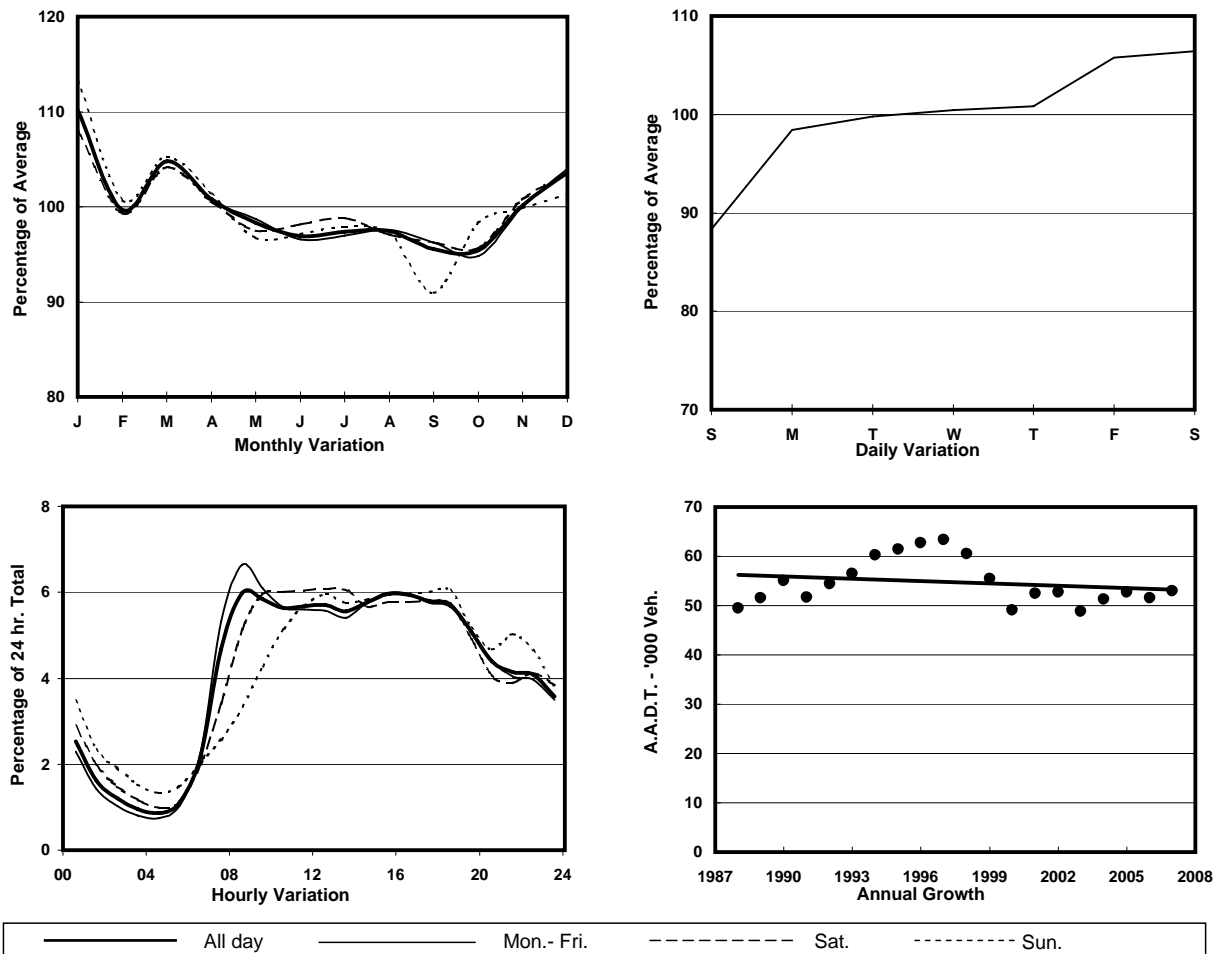 Percentage of Average
120
110
100
90
80
J F M A M J J A S O N D
Monthly Variation
Percentage of Average
110
100
90
80
70
S M T W T F S
Daily Variation
Percentage of 24 hr. Total
8
6
4
2
0
00 04 08 12 16 20 24
Hourly Variation
A.A.D.T. - '000 Veh.
70
60
50
40
30
20
10
0
1987 1990 1993 1996 1999 2002 2005 2008
Annual Growth
All day Mon.- Fri. Sat. Sun.